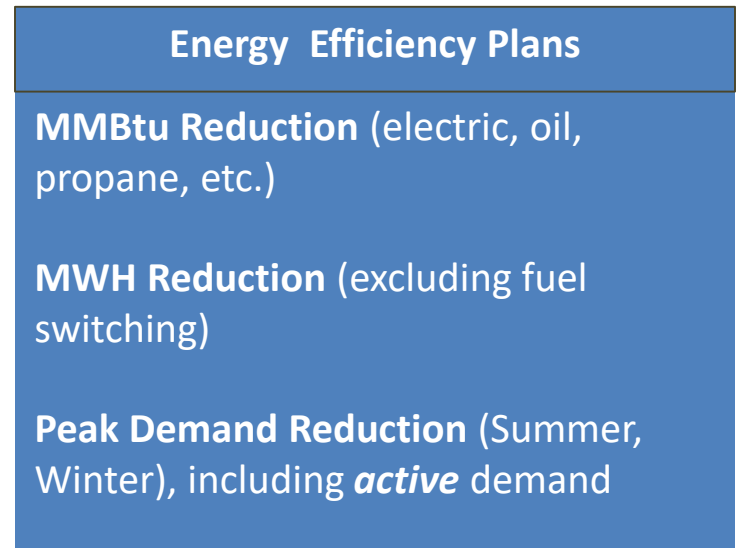 Energy Efficiency Plans
MMBtu Reduction (electric, oil,
propane, etc.)
MWH Reduction (excluding fuel
switching)
Peak Demand Reduction (Summer,
Winter), including active demand